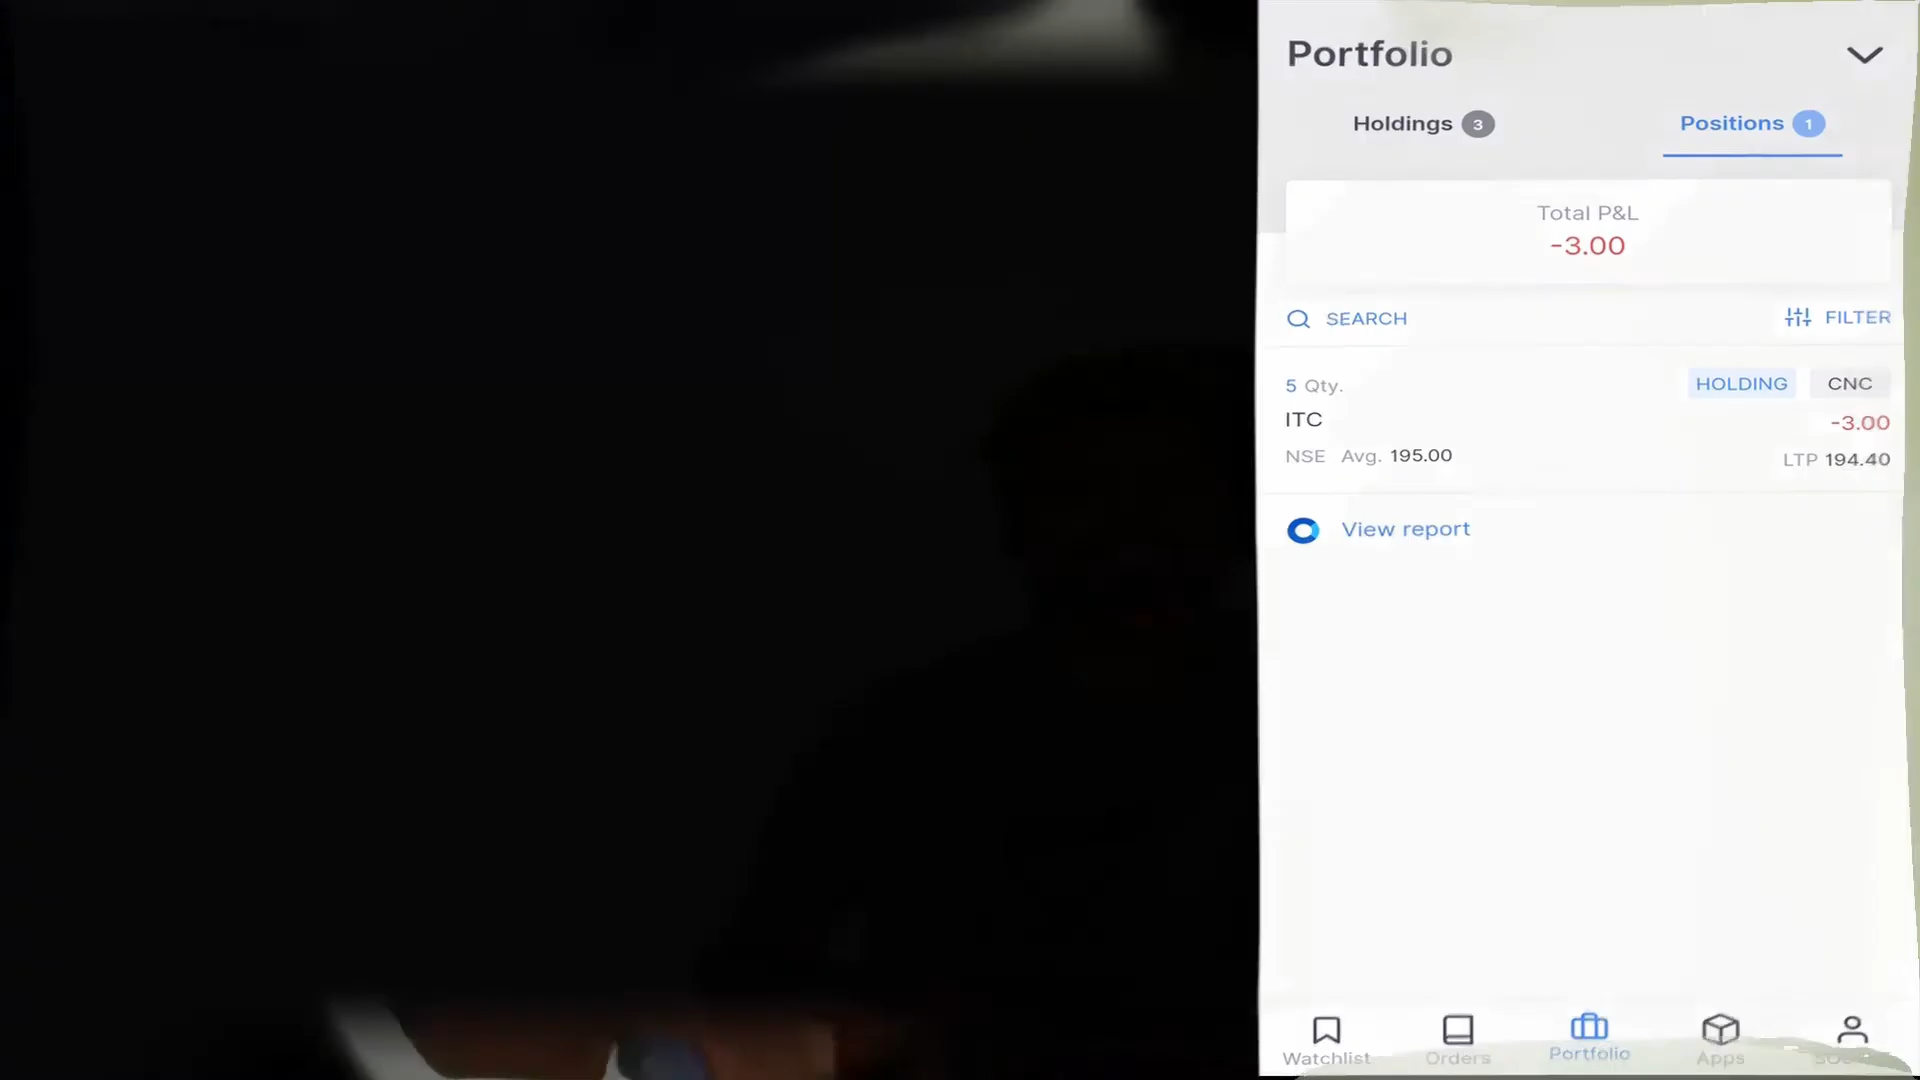 Portfolio
Holdings 3
Positions 1
Total P&L
-3.00
SEARCH
FILTER
5 Qty.
HOLDING CNC
ITC
-3.00
NSE Avg. 195.00
LTP 194.40
View report
Watchlist
Orders
Portfolio
Apps